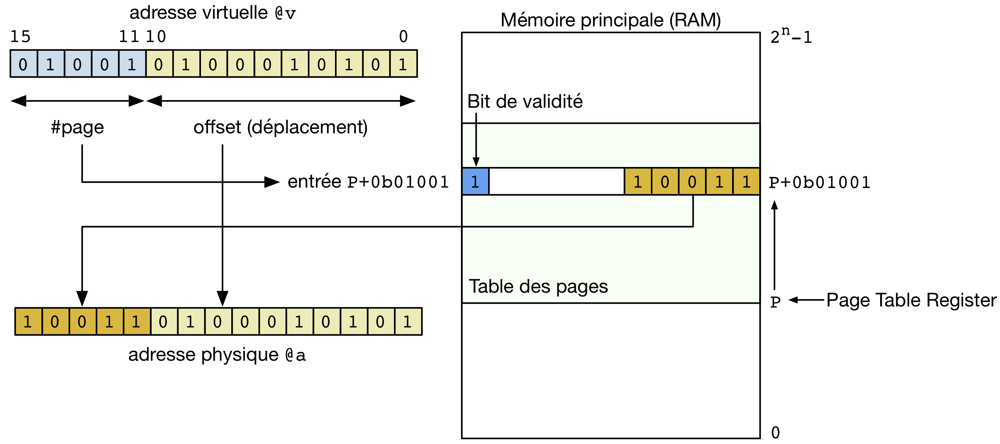 adresse virtuelle @v
15 11 10 0
0 1 0 0 1 0 1 0 0 0 1 0 1 0 1
#page
offset (déplacement)
entrée P+0b01001
1 0 0 1 1 0 1 0 0 0 1 0 1 0 1
adresse physique @a
Mémoire principale (RAM)
2^n-1
Bit de validité
1 1 0 0 1 1
P+0b01001
Table des pages
P
Page Table Register
0